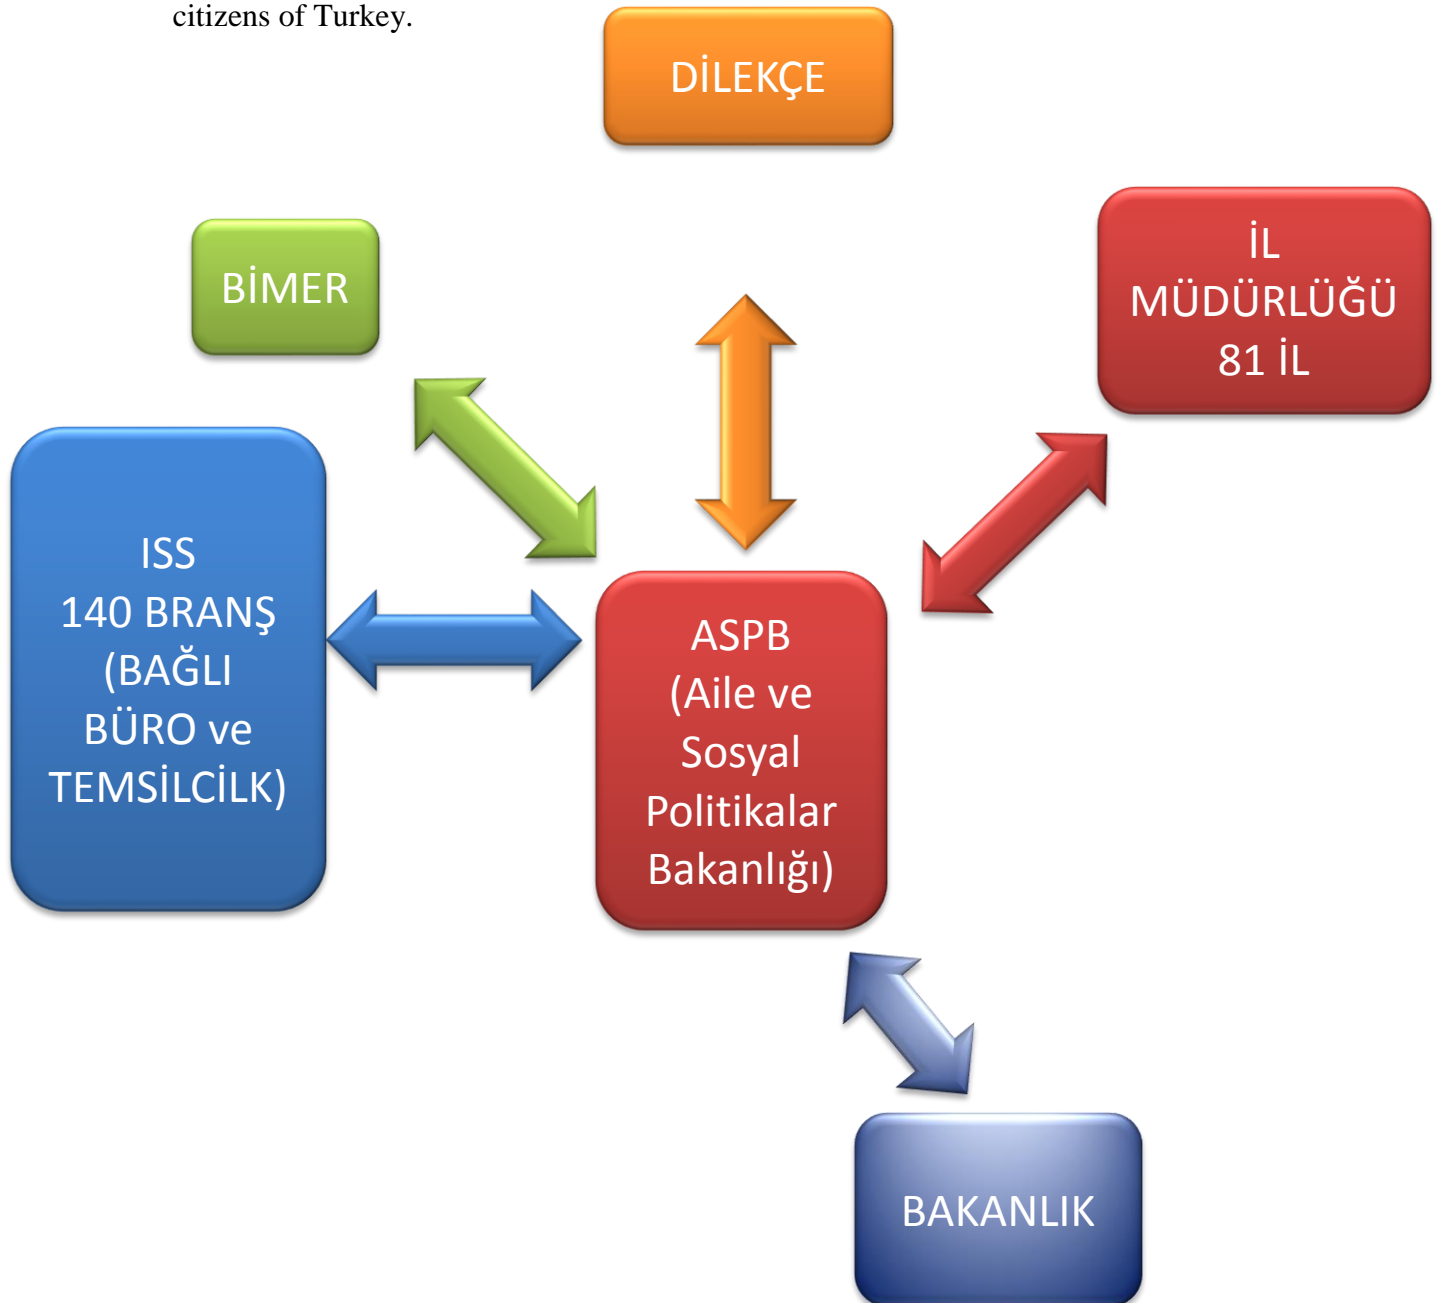 citizens of Turkey.
DİLEKÇE
BİMER
İL
MÜDÜRLÜĞÜ
81 İL
ISS
140 BRANŞ
(BAĞLI
BÜRO ve
TEMSİLCİLK)
ASPB
(Aile ve
Sosyal
Politikalar
Bakanlığı)
BAKANLIK